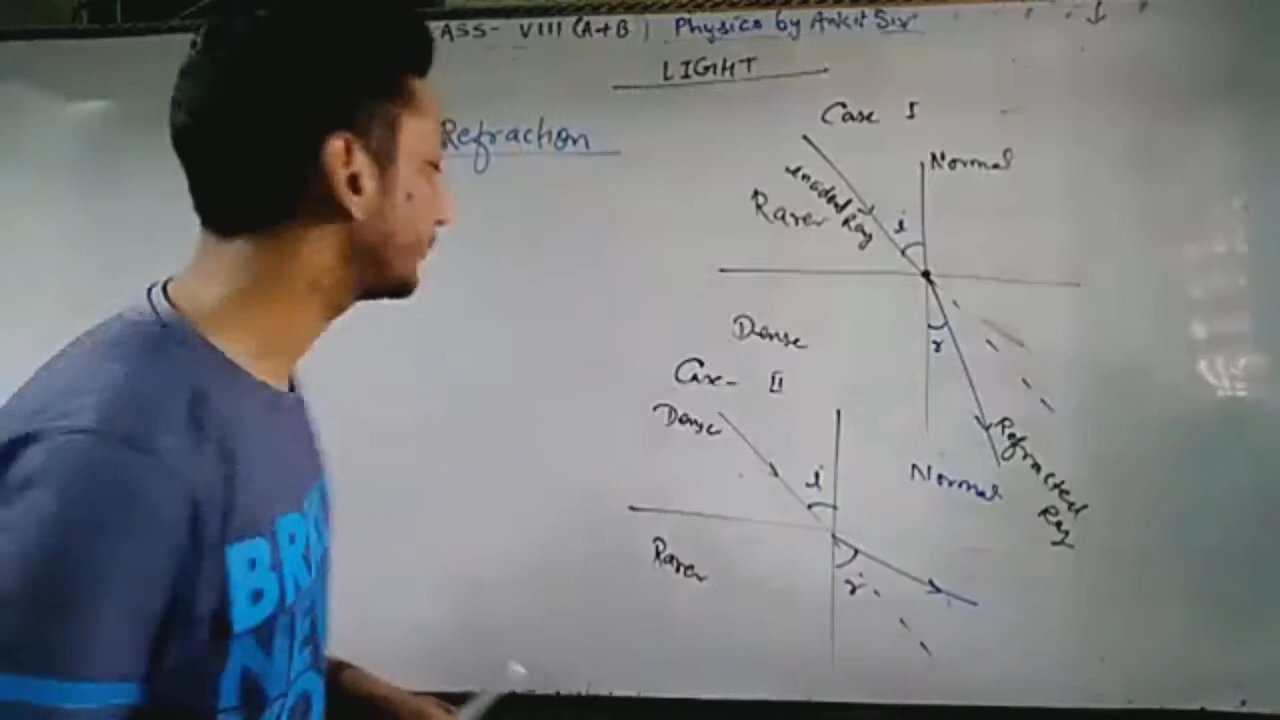 ASS- VIII (A+B) Physics by Ankit Sir
LIGHT
Refraction
Case I
Normal
Rarer
Ray
i
Dense
r
Case- II
Dense
i
Normal
Refracted
Ray
Rarer
r
BR
NE